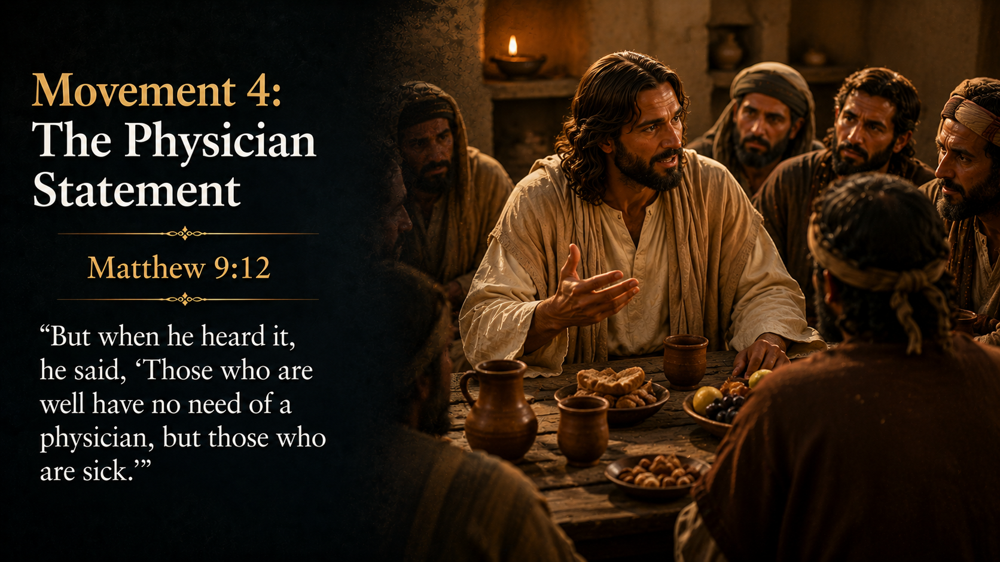 Movement 4:
The Physician
Statement
Matthew 9:12
“But when he heard it,
he said, ‘Those who are
well have no need of a
physician, but those who
are sick.’”